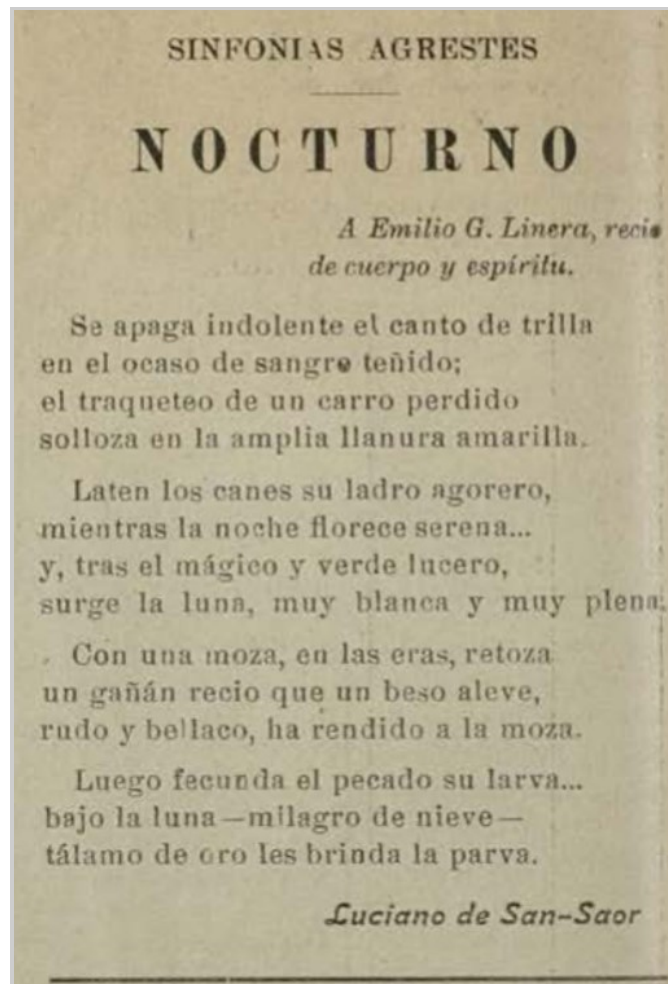 SINFONIAS AGRESTES
NOCTURNO
A Emilio G. Linera, recio
de cuerpo y espíritu.
Se apaga indolente el canto de trilla
en el ocaso de sangre teñido;
el traqueteo de un carro perdido
solloza en la amplia llanura amarilla.
Laten los canes su ladro agorero,
mientras la noche florece serena...
y, tras el mágico y verde lucero,
surge la luna, muy blanca y muy plena.
Con una moza, en las eras, retoza
un gañán recio que un beso aleve,
rudo y bellaco, ha rendido a la moza.
Luego fecunda el pecado su larva...
bajo la luna—milagro de nieve—
tálamo de oro les brinda la parva.
Luciano de San-Saor